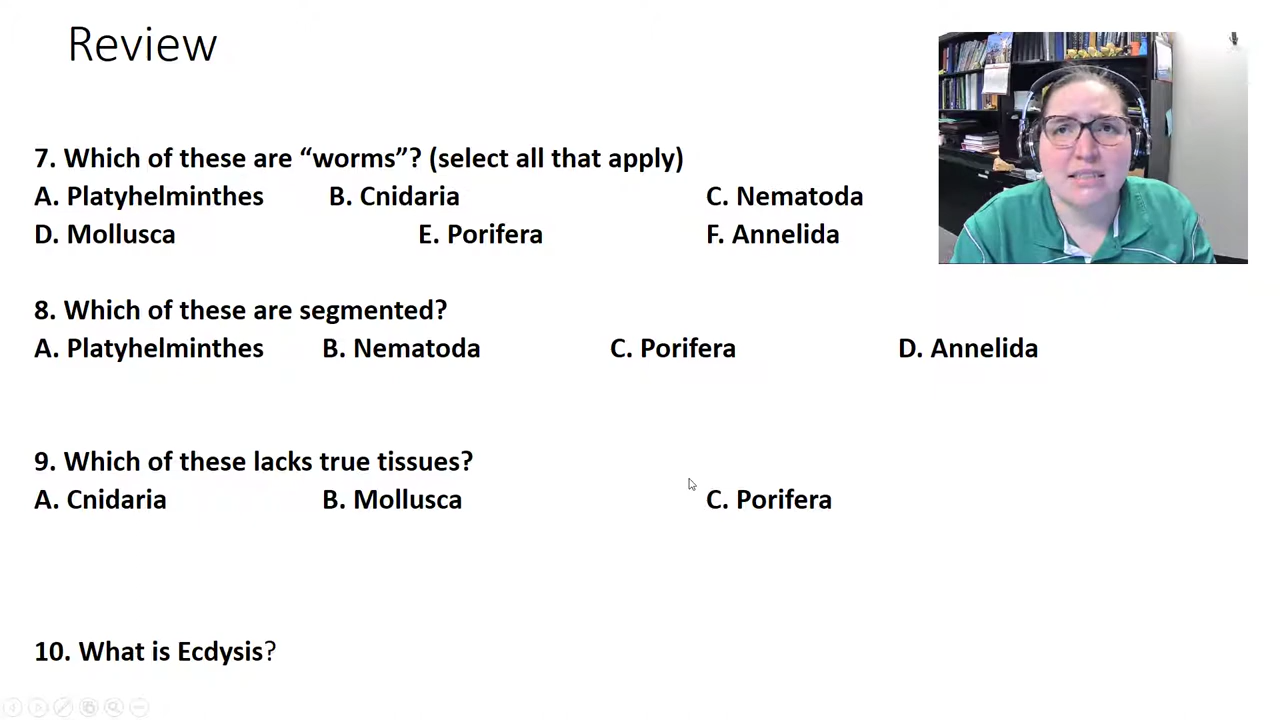 Review
7. Which of these are “worms”? (select all that apply)
A. Platyhelminthes B. Cnidaria C. Nematoda
D. Mollusca E. Porifera F. Annelida
8. Which of these are segmented?
A. Platyhelminthes B. Nematoda C. Porifera D. Annelida
9. Which of these lacks true tissues?
A. Cnidaria B. Mollusca C. Porifera
10. What is Ecdysis?